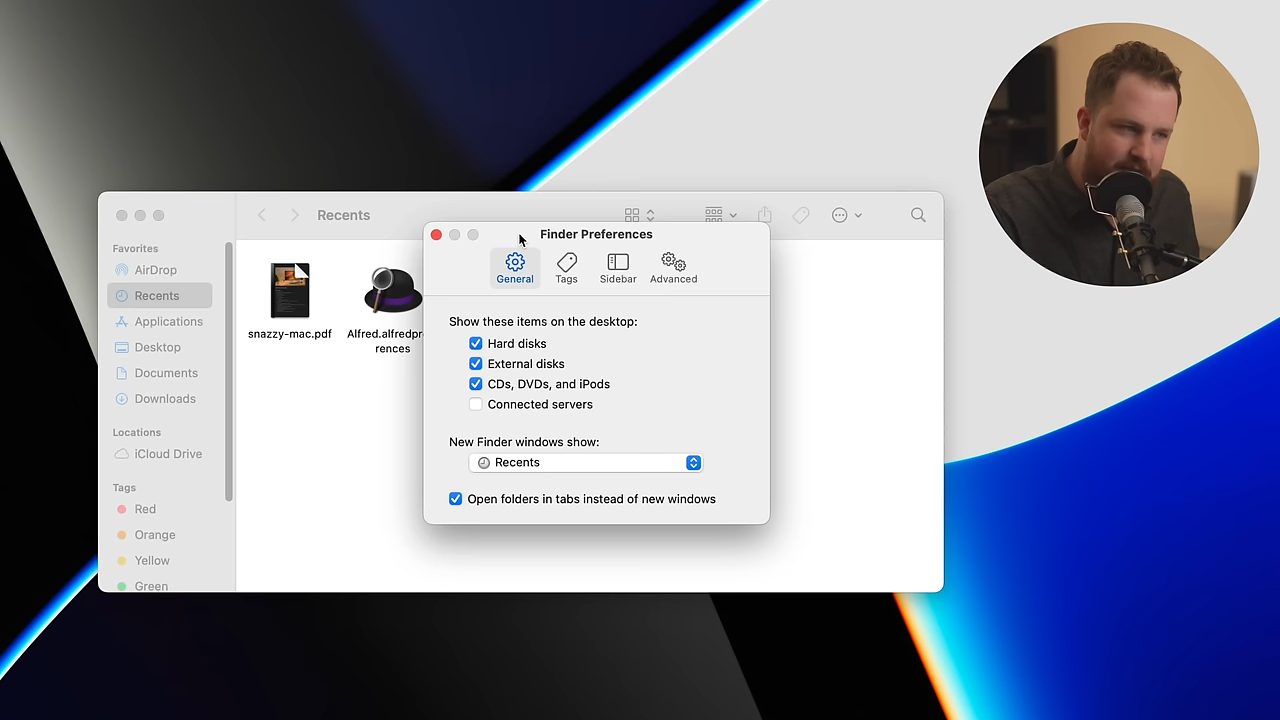 Recents
Finder Preferences
General
Tags
Sidebar
Advanced
Favorites
AirDrop
Recents
Applications
Desktop
Documents
Downloads
Locations
iCloud Drive
Tags
Red
Orange
Yellow
Green
snazzy-mac.pdf
Alfred.alfredpr
rences
Show these items on the desktop:
Hard disks
External disks
CDs, DVDs, and iPods
Connected servers
New Finder windows show:
Recents
Open folders in tabs instead of new windows